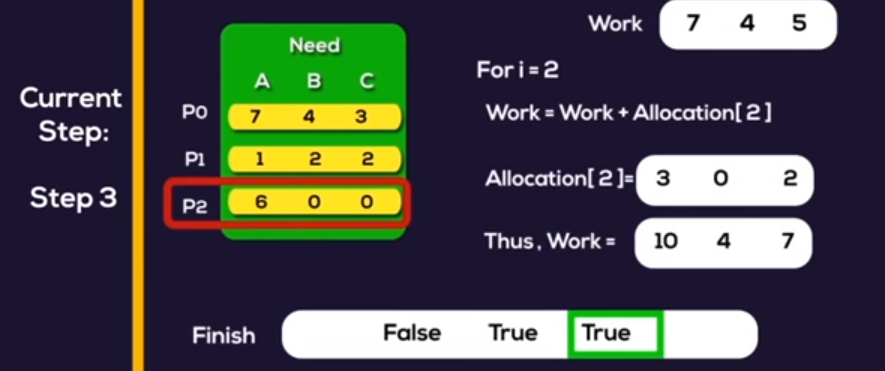 Work 7 4 5
Need
For i = 2
A B C
Current
Step:
P0 7 4 3
Work = Work + Allocation[ 2 ]
P1 1 2 2
Allocation[ 2 ]= 3 0 2
Step 3
P2 6 0 0
Thus , Work = 10 4 7
Finish False True True